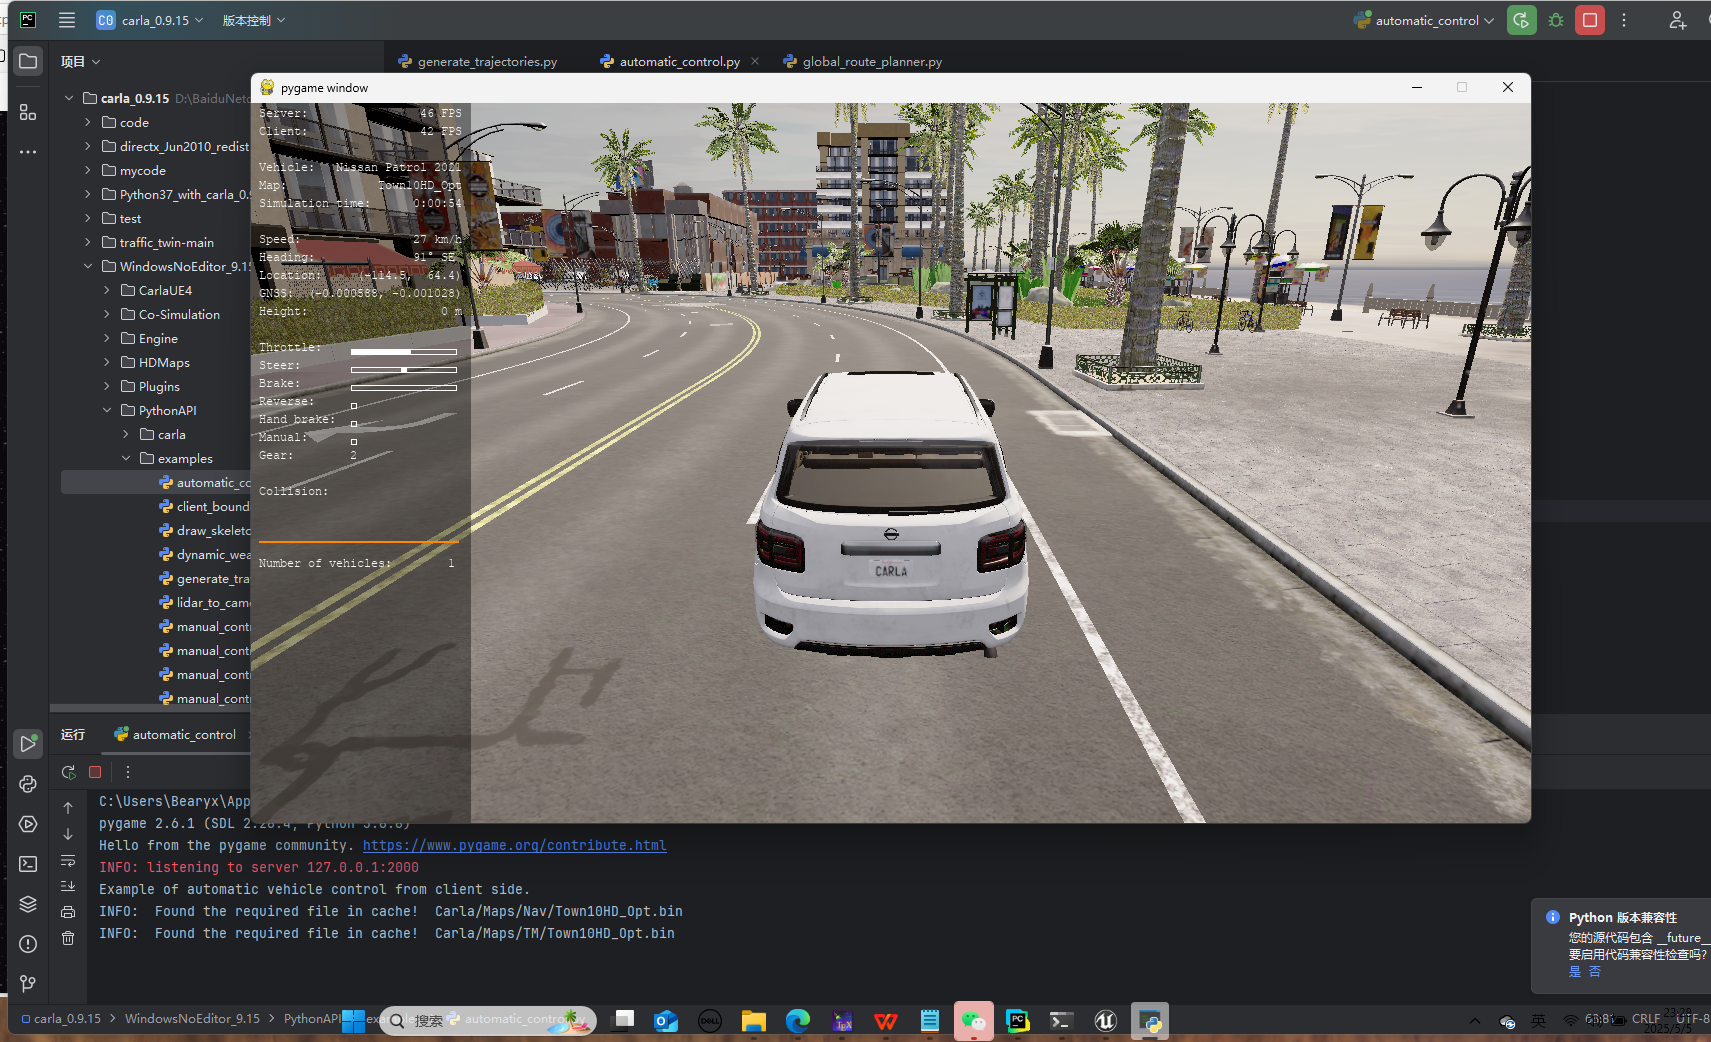 C0 carla_0.9.15 版本控制
automatic_control
项目
generate_trajectories.py automatic_control.py global_route_planner.py
carla_0.9.15 D:\BaiduNetc
code
directx_Jun2010_redist
mycode
Python37_with_carla_0.9
test
traffic_twin-main
WindowsNoEditor_9.15
CarlaUE4
Co-Simulation
Engine
HDMaps
Plugins
PythonAPI
carla
examples
automatic_co
client_bound
draw_skeleto
dynamic_wea
generate_tra
lidar_to_cam
manual_cont
manual_cont
manual_cont
manual_cont
pygame window
Server: 46 FPS
Client: 42 FPS
Vehicle: Nissan Patrol 2021
Map: Town10HD_Opt
Simulation time: 0:00:54
Speed: 27 km/h
Heading: 91° SE
Location: (-114.5, 64.4)
GNSS: (-0.000588, -0.001028)
Height: 0 m
Throttle:
Steer:
Brake:
Reverse:
Hand brake:
Manual:
Gear: 2
Collision:
Number of vehicles: 1
CARLA
运行 automatic_control
C:\Users\Bearyx\App
pygame 2.6.1 (SDL 2.28.4, Python 3.8.8)
Hello from the pygame community. https://www.pygame.org/contribute.html
INFO: listening to server 127.0.0.1:2000
Example of automatic vehicle control from client side.
INFO: Found the required file in cache! Carla/Maps/Nav/Town10HD_Opt.bin
INFO: Found the required file in cache! Carla/Maps/TM/Town10HD_Opt.bin
Python 版本兼容性
您的源代码包含 __future__
要启用代码兼容性检查吗?
是 否
carla_0.9.15 WindowsNoEditor_9.15 PythonAPI 搜索 automatic_control.py
英 CRLF UTF-8
2025/5/5